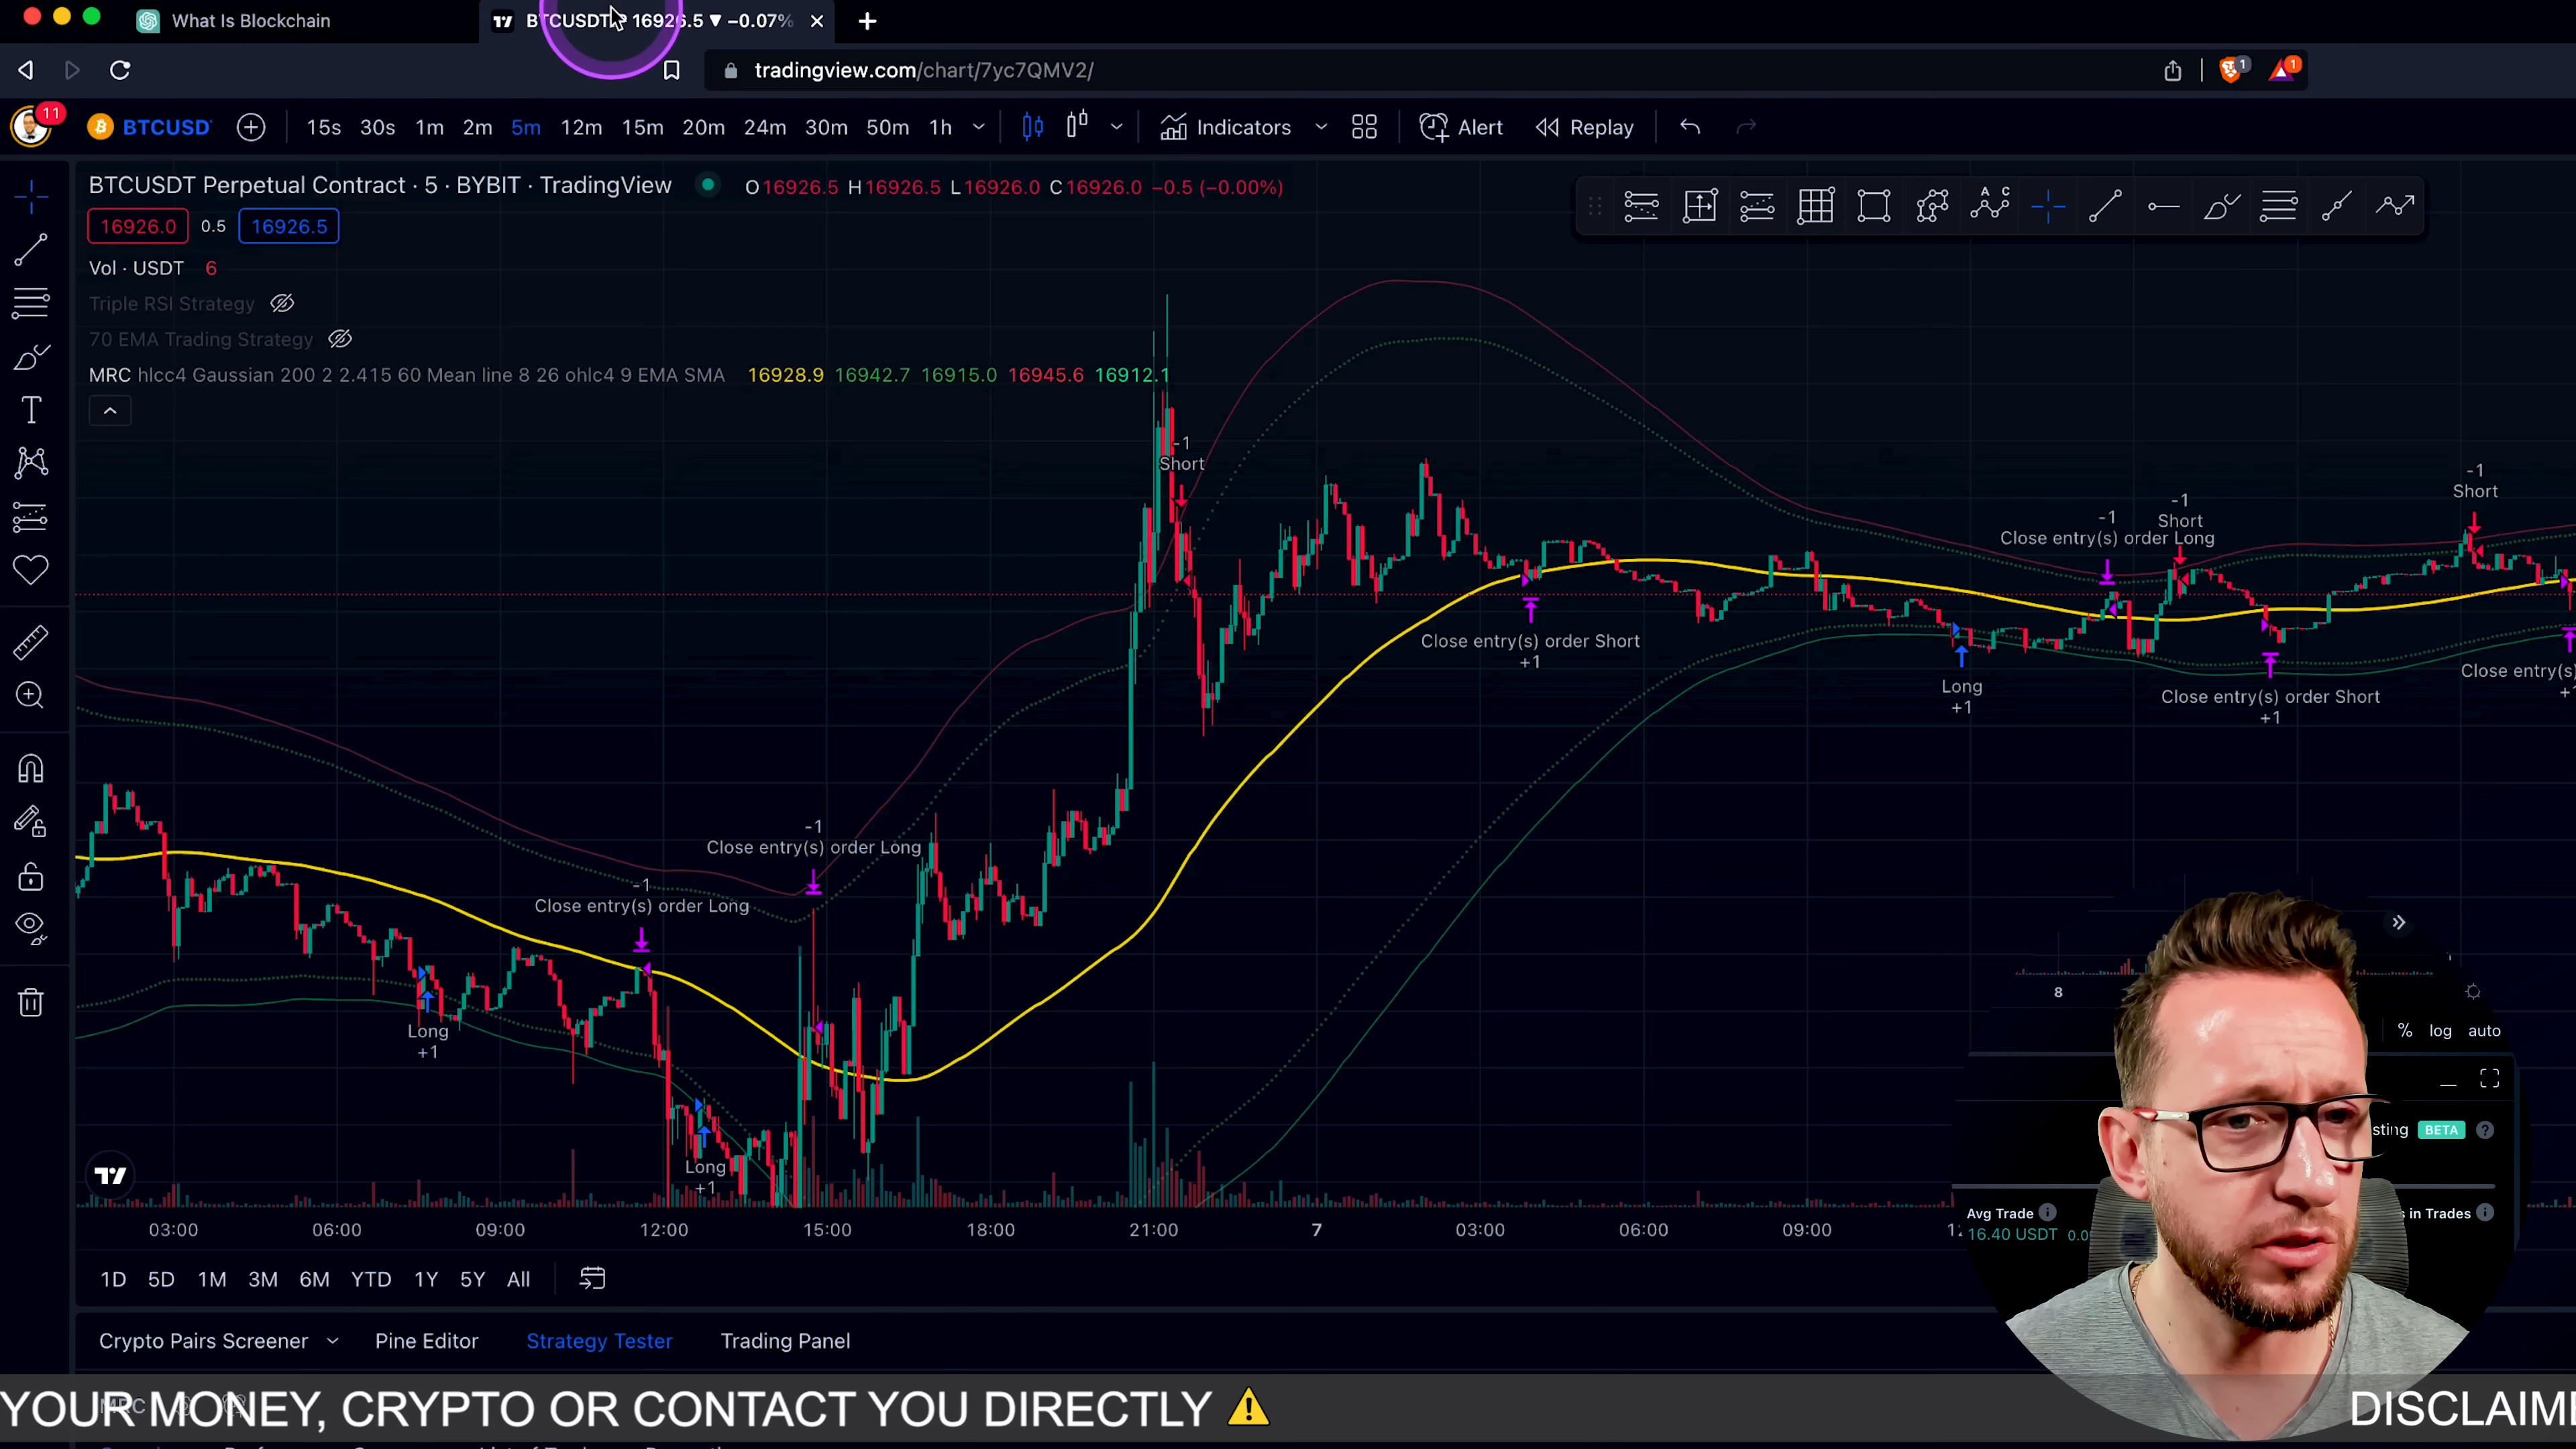 What Is Blockchain
BTCUSDT.P 16926.5 ▼ −0.07%
tradingview.com/chart/7yc7QMV2/
1
1
11
BTCUSDT
15s 30s 1m 2m 5m 12m 15m 20m 24m 30m 50m 1h
Indicators
Alert
Replay
BTCUSDT Perpetual Contract · 5 · BYBIT · TradingView
O16926.5 H16926.5 L16926.0 C16926.0 −0.5 (−0.00%)
16926.0 0.5 16926.5
Vol · USDT 6
Triple RSI Strategy
70 EMA Trading Strategy
MRC hlcc4 Gaussian 200 2 2.415 60 Mean line 8 26 ohlc4 9 EMA SMA 16928.9 16942.7 16915.0 16945.6 16912.1
A C
-1
Short
-1
Short
-1
Close entry(s) order Long
-1
Short
Close entry(s) order Short
+1
Long
+1
Close entry(s) order Short
+1
Close entry(s)
-1
Close entry(s) order Long
-1
Close entry(s) order Long
Long
+1
Long
+1
8
% log auto
sting BETA
Avg Trade
s in Trades
16.40 USDT
03:00 06:00 09:00 12:00 15:00 18:00 21:00 7 03:00 06:00 09:00
1D 5D 1M 3M 6M YTD 1Y 5Y All
Crypto Pairs Screener
Pine Editor
Strategy Tester
Trading Panel
MRC
YOUR MONEY, CRYPTO OR CONTACT YOU DIRECTLY ⚠
DISCLAIME